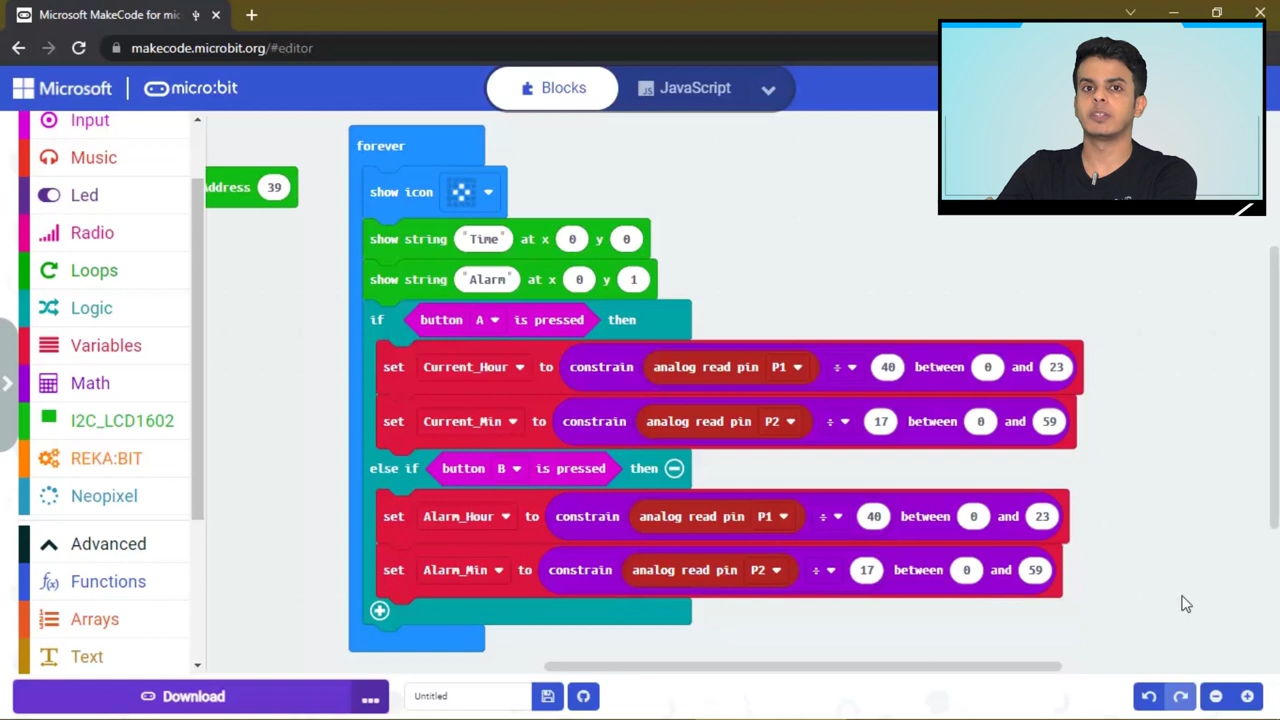 Microsoft MakeCode for mic
makecode.microbit.org/#editor
Microsoft micro:bit
Blocks
JavaScript
Input
Music
Led
Radio
Loops
Logic
Variables
Math
I2C_LCD1602
REKA:BIT
Neopixel
Advanced
Functions
Arrays
Text
Address 39
forever
show icon
show string "Time" at x 0 y 0
show string "Alarm" at x 0 y 1
if button A is pressed then
set Current_Hour to constrain analog read pin P1 ÷ 40 between 0 and 23
set Current_Min to constrain analog read pin P2 ÷ 17 between 0 and 59
else if button B is pressed then
set Alarm_Hour to constrain analog read pin P1 ÷ 40 between 0 and 23
set Alarm_Min to constrain analog read pin P2 ÷ 17 between 0 and 59
Download
...
Untitled